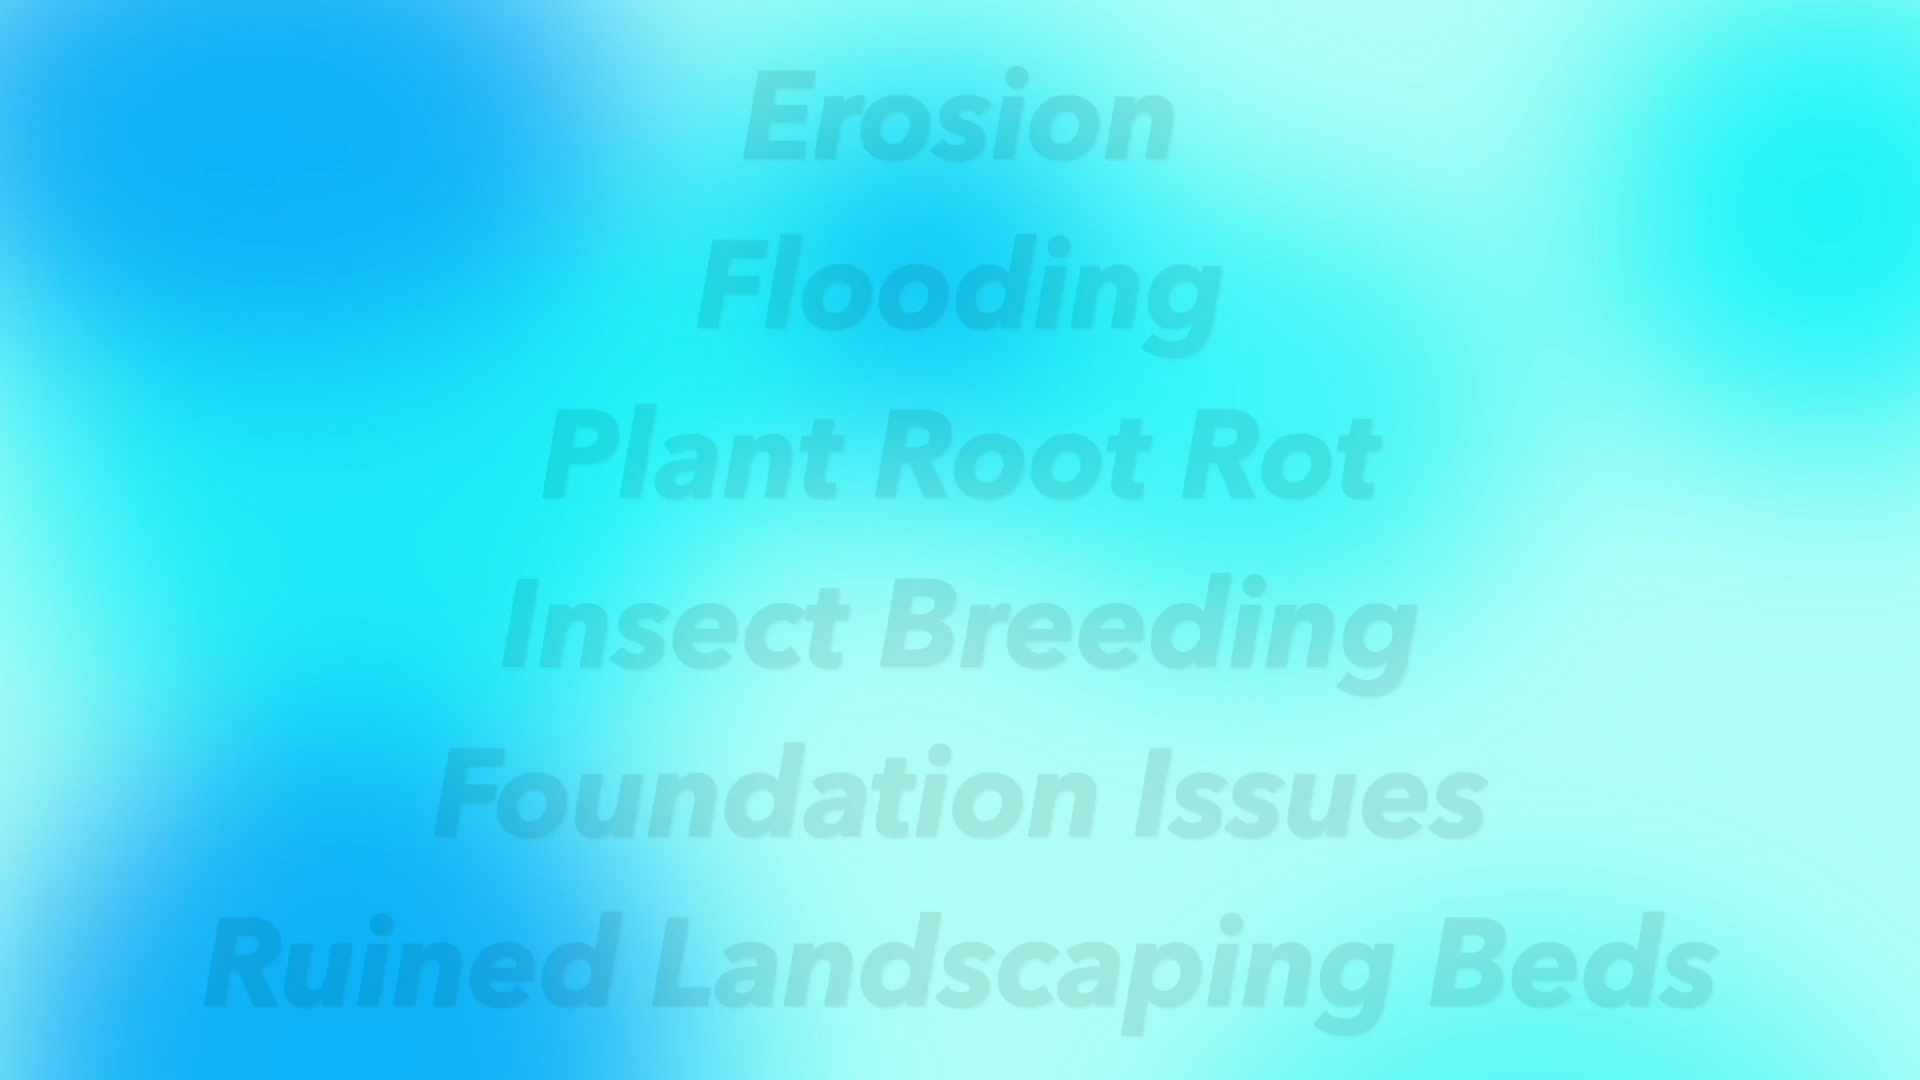 Erosion
Flooding
Plant Root Rot
Insect Breeding
Foundation Issues
Ruined Landscaping Beds